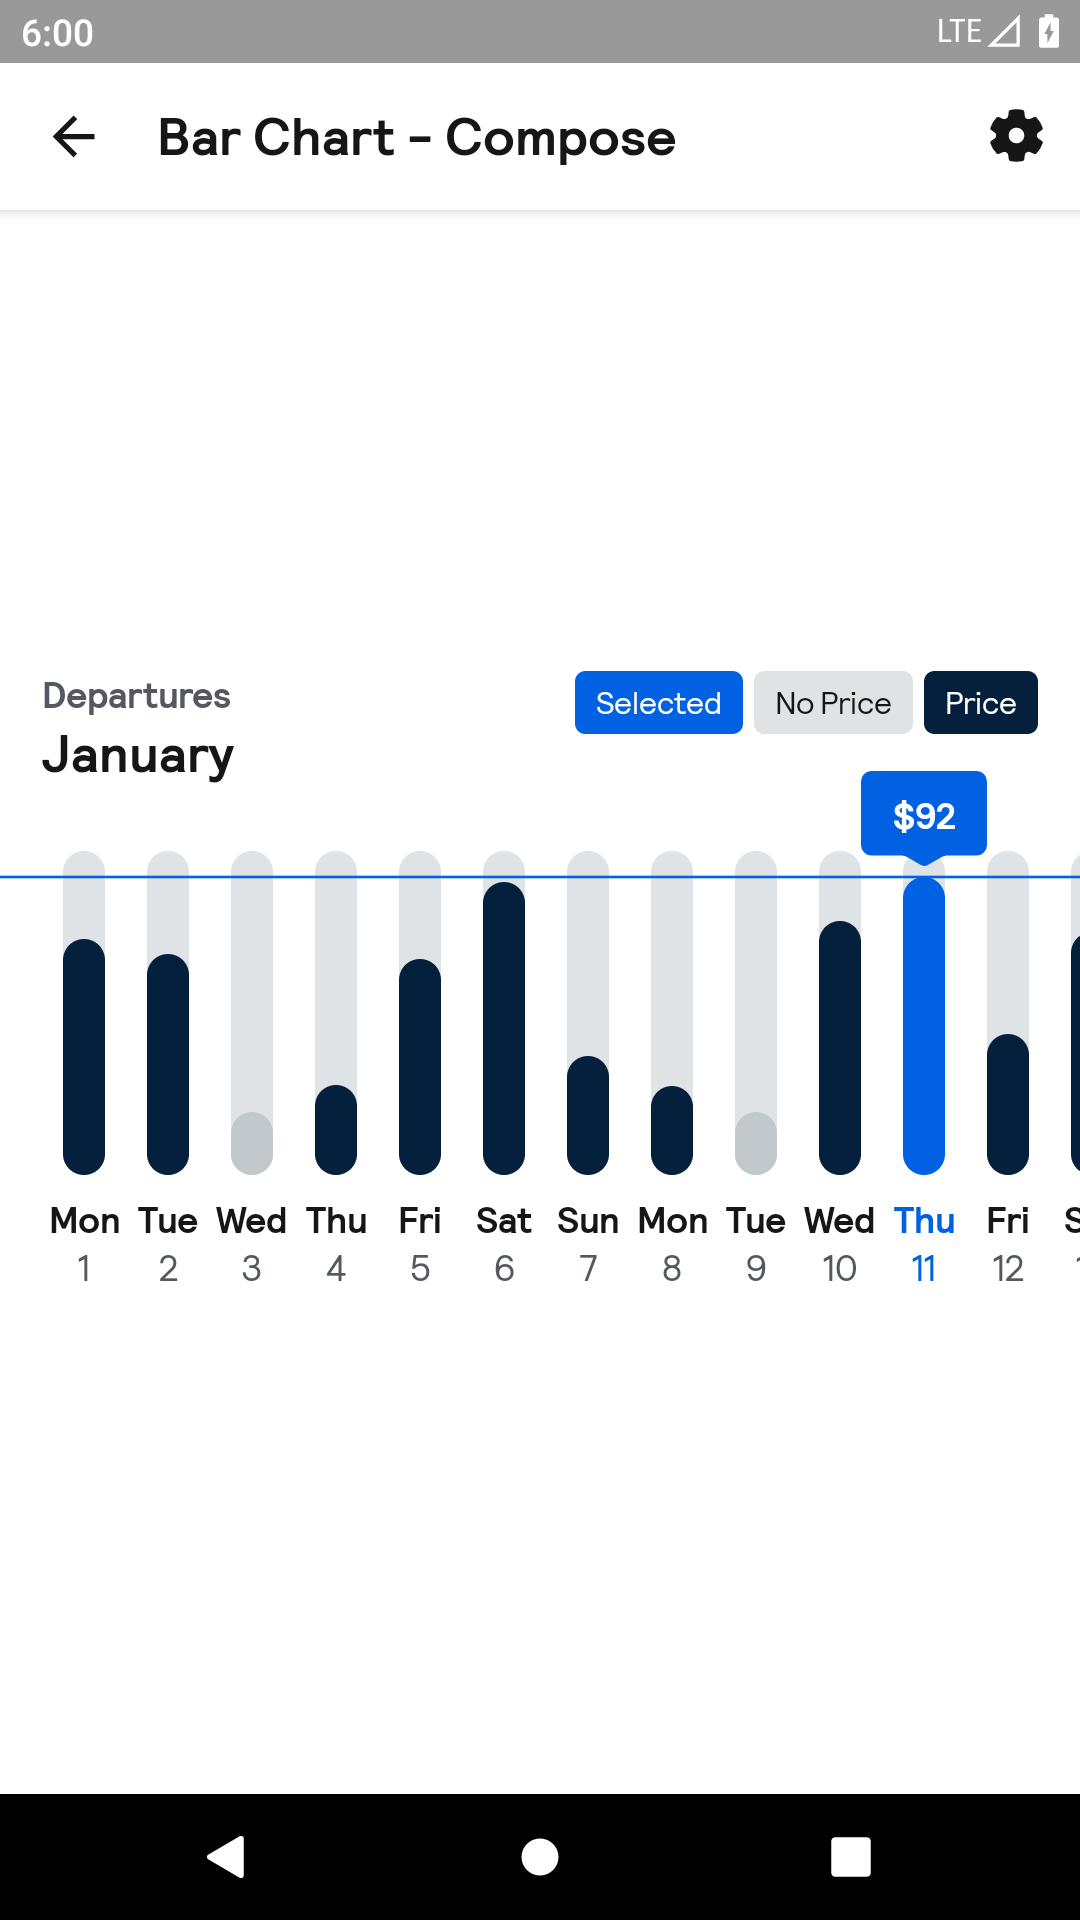 6:00 LTE
Bar Chart - Compose
Departures
January
Selected No Price Price
$92
Mon Tue Wed Thu Fri Sat Sun Mon Tue Wed Thu Fri
1 2 3 4 5 6 7 8 9 10 11 12